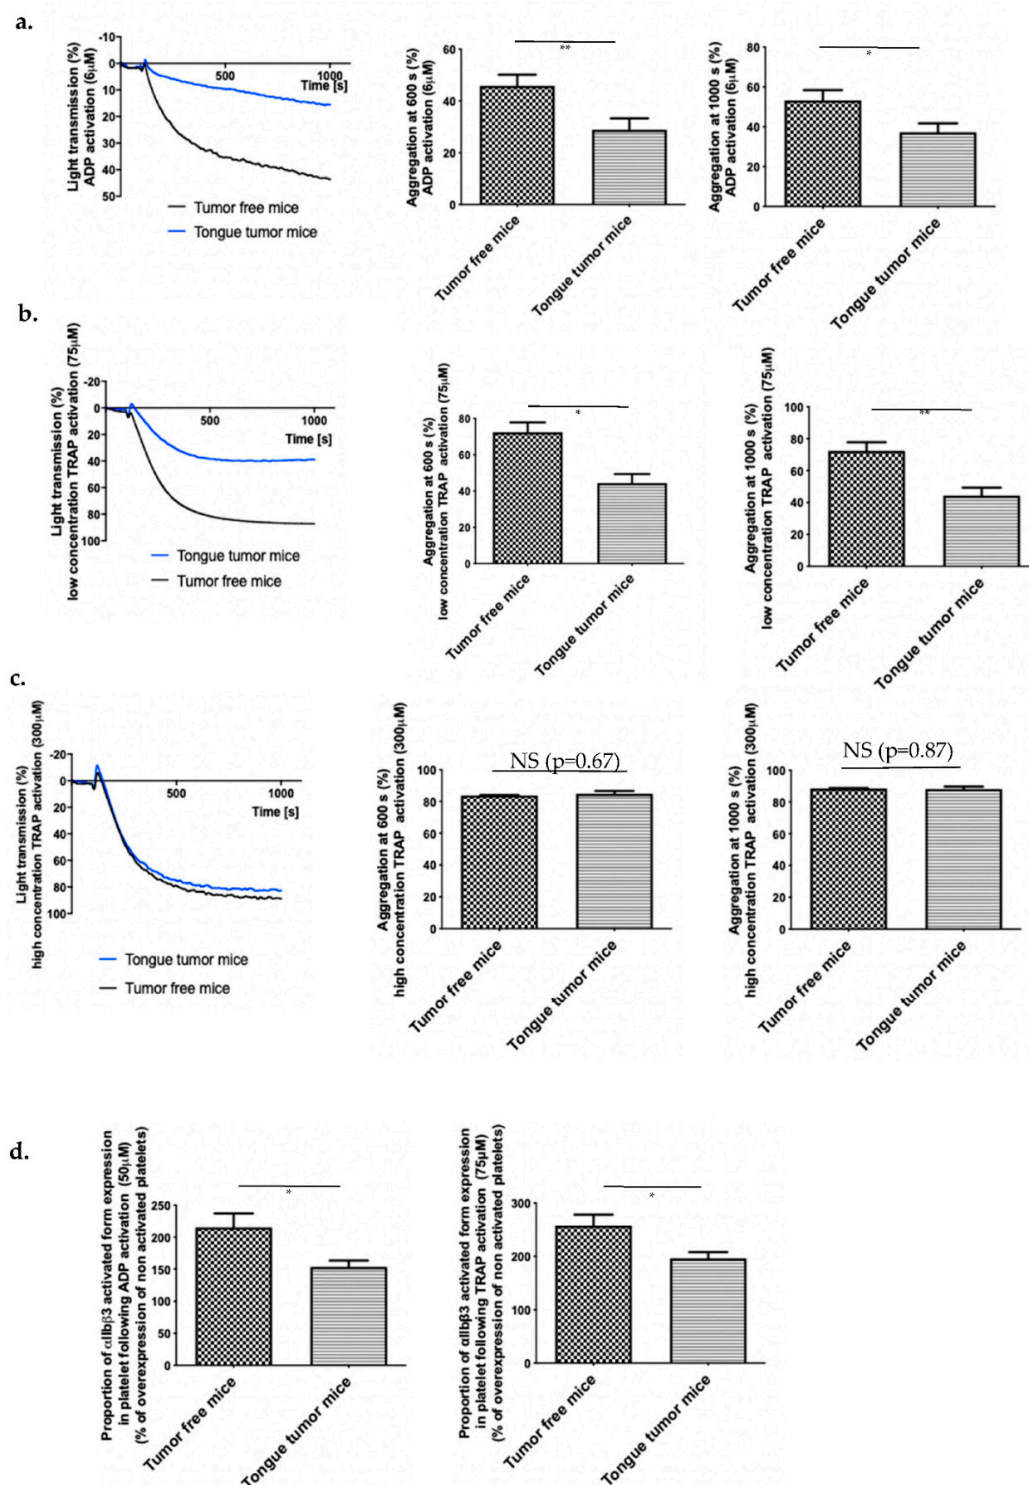 a.
Light transmission (%)
ADP activation (6µM)
-10
0
10
20
30
40
50
500
1000
Time [s]
Tumor free mice
Tongue tumor mice
Aggregation at 600 s (%)
ADP activation (6µM)
60
40
20
0
**
Tumor free mice
Tongue tumor mice
Aggregation at 1000 s (%)
ADP activation (6µM)
80
60
40
20
0
*
Tumor free mice
Tongue tumor mice
b.
Light transmission (%)
low concentration TRAP activation (75µM)
-20
0
20
40
60
80
100
500
1000
Time [s]
Tongue tumor mice
Tumor free mice
Aggregation at 600 s (%)
low concentration TRAP activation (75µM)
80
60
40
20
0
*
Tumor free mice
Tongue tumor mice
Aggregation at 1000 s (%)
low concentration TRAP activation (75µM)
100
80
60
40
20
0
**
Tumor free mice
Tongue tumor mice
c.
Light transmission (%)
high concentration TRAP activation (300µM)
-20
0
20
40
60
80
100
500
1000
Time [s]
Tongue tumor mice
Tumor free mice
Aggregation at 600 s (%)
high concentration TRAP activation (300µM)
100
80
60
40
20
0
NS (p=0.67)
Tumor free mice
Tongue tumor mice
Aggregation at 1000 s (%)
high concentration TRAP activation (300µM)
100
80
60
40
20
0
NS (p=0.87)
Tumor free mice
Tongue tumor mice
d.
Proportion of αIIbβ3 activated form expression
in platelet following ADP activation (50µM)
(% of overexpression of non activated platelets)
250
200
150
100
50
0
*
Tumor free mice
Tongue tumor mice
Proportion of αIIbβ3 activated form expression
in platelet following TRAP activation (75µM)
(% of overexpression of non activated platelets)
300
200
100
0
*
Tumor free mice
Tongue tumor mice